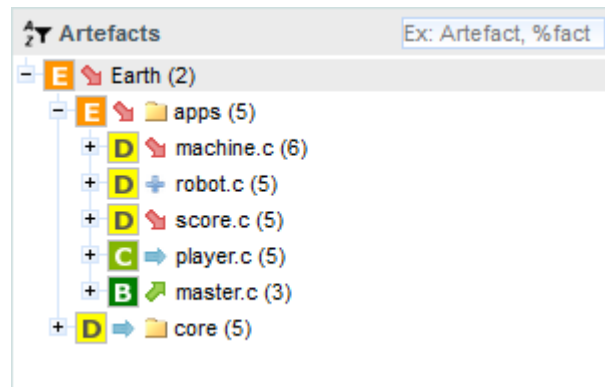 Artefacts Ex: Artefact, %fact
E Earth (2)
E apps (5)
D machine.c (6)
D robot.c (5)
D score.c (5)
C player.c (5)
B master.c (3)
D core (5)